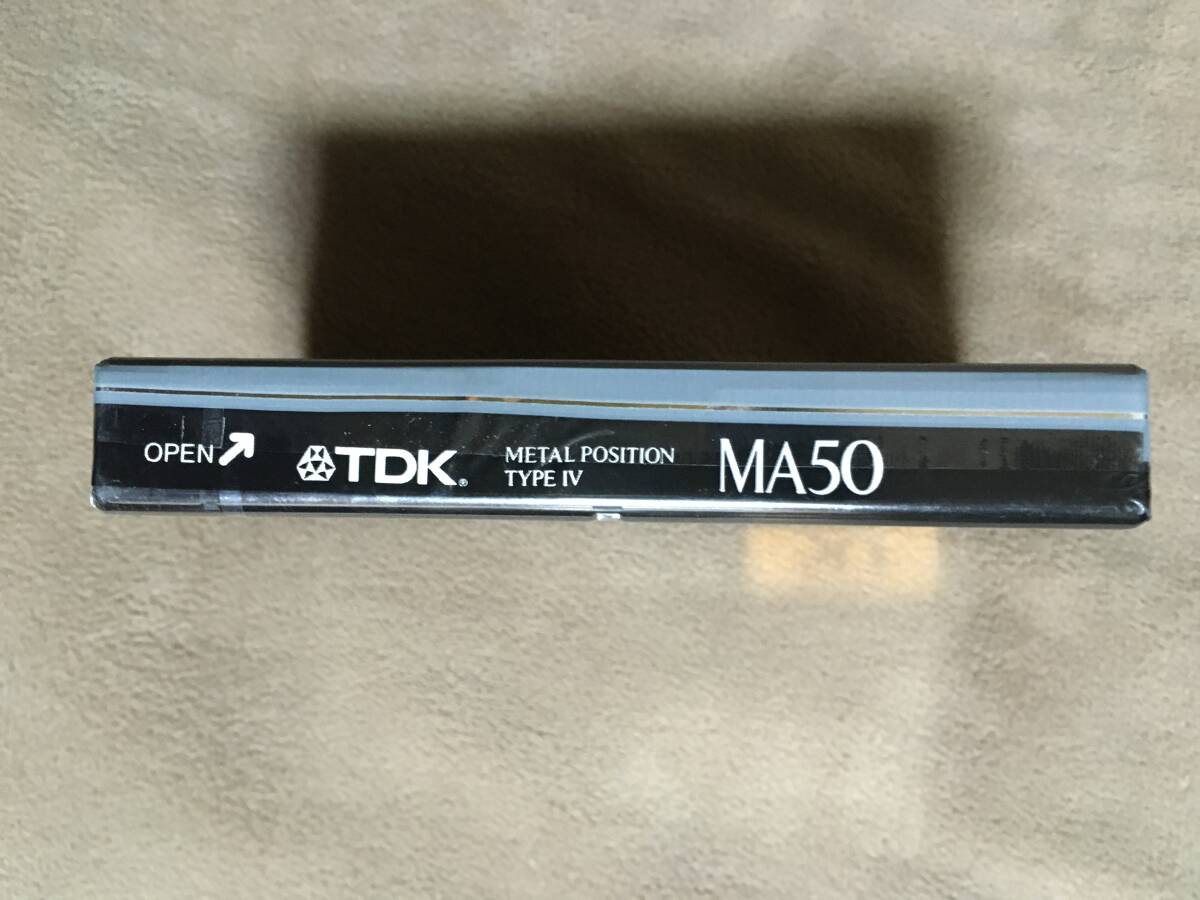 OPEN
TDK®
METAL POSITION
TYPE IV
MA50